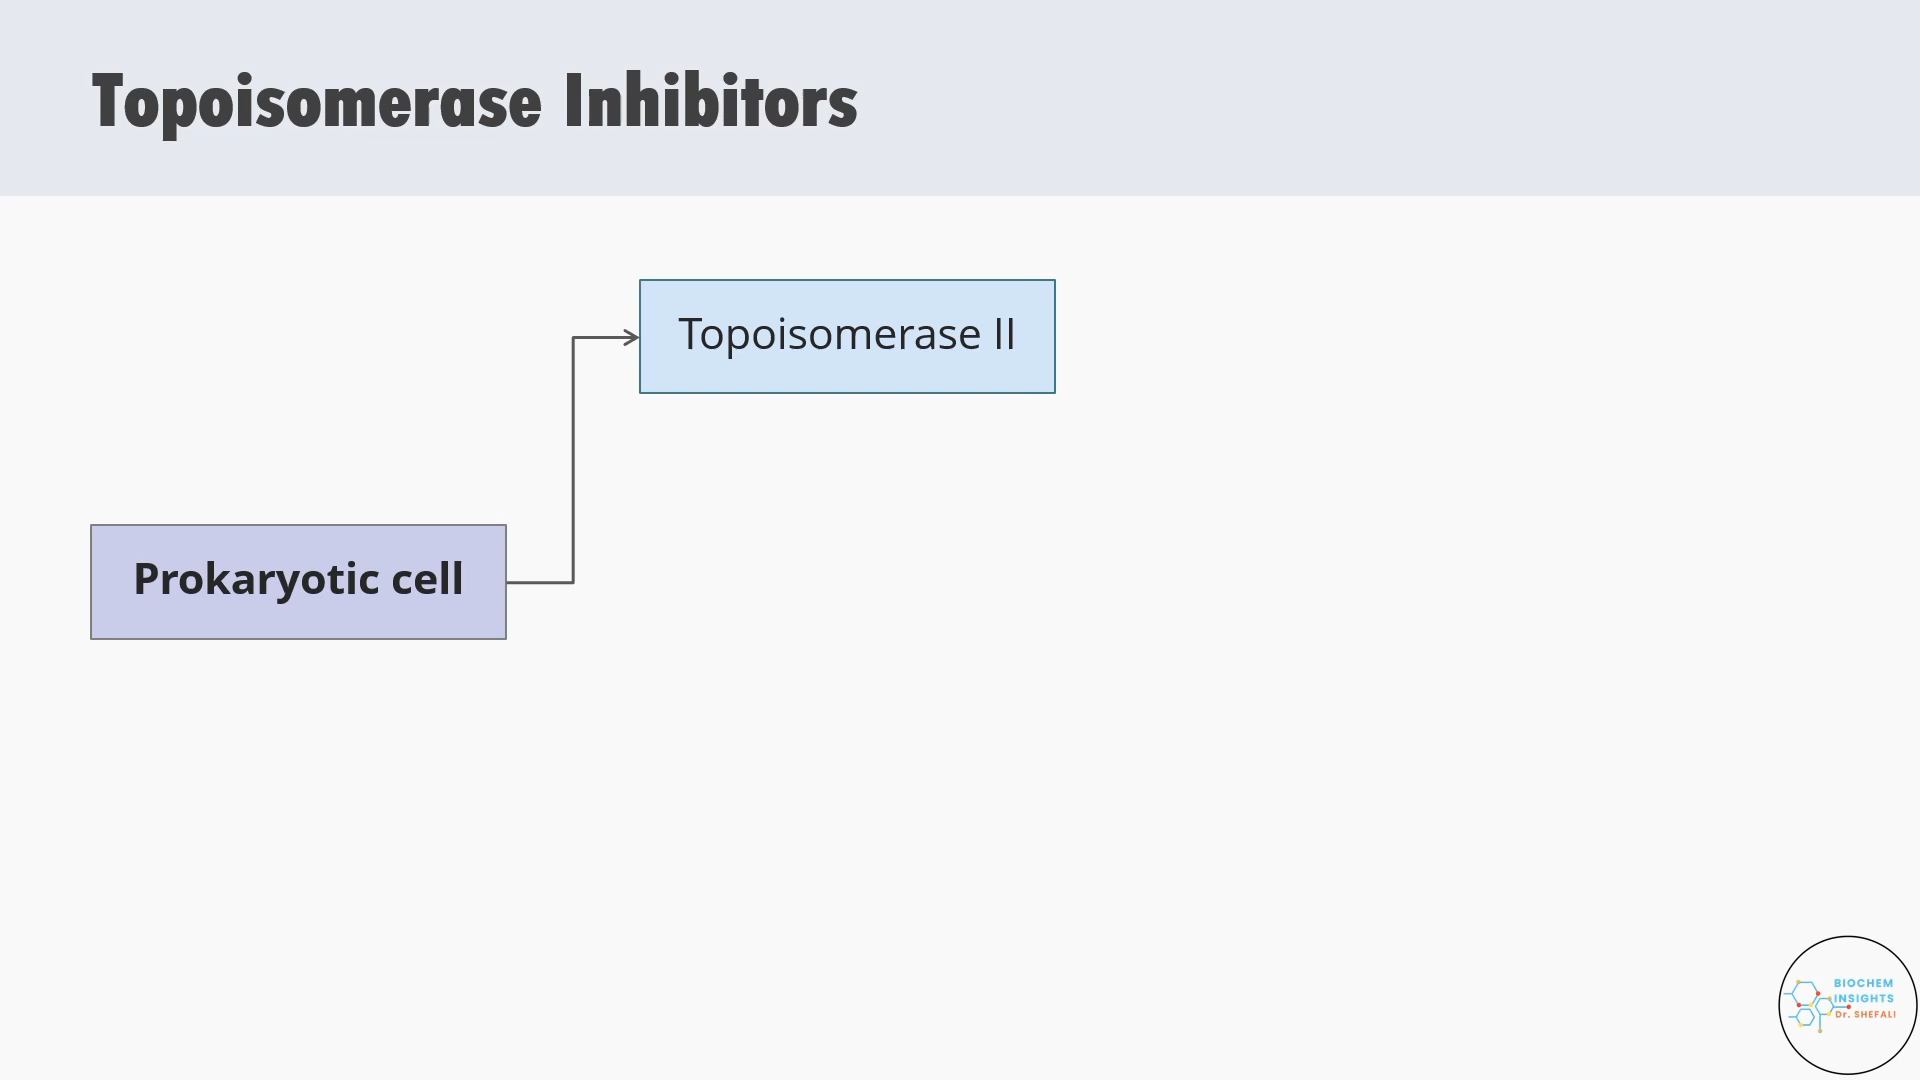 Topoisomerase Inhibitors
Topoisomerase II
Prokaryotic cell
BIOCHEM
INSIGHTS
Dr. SHEFALI